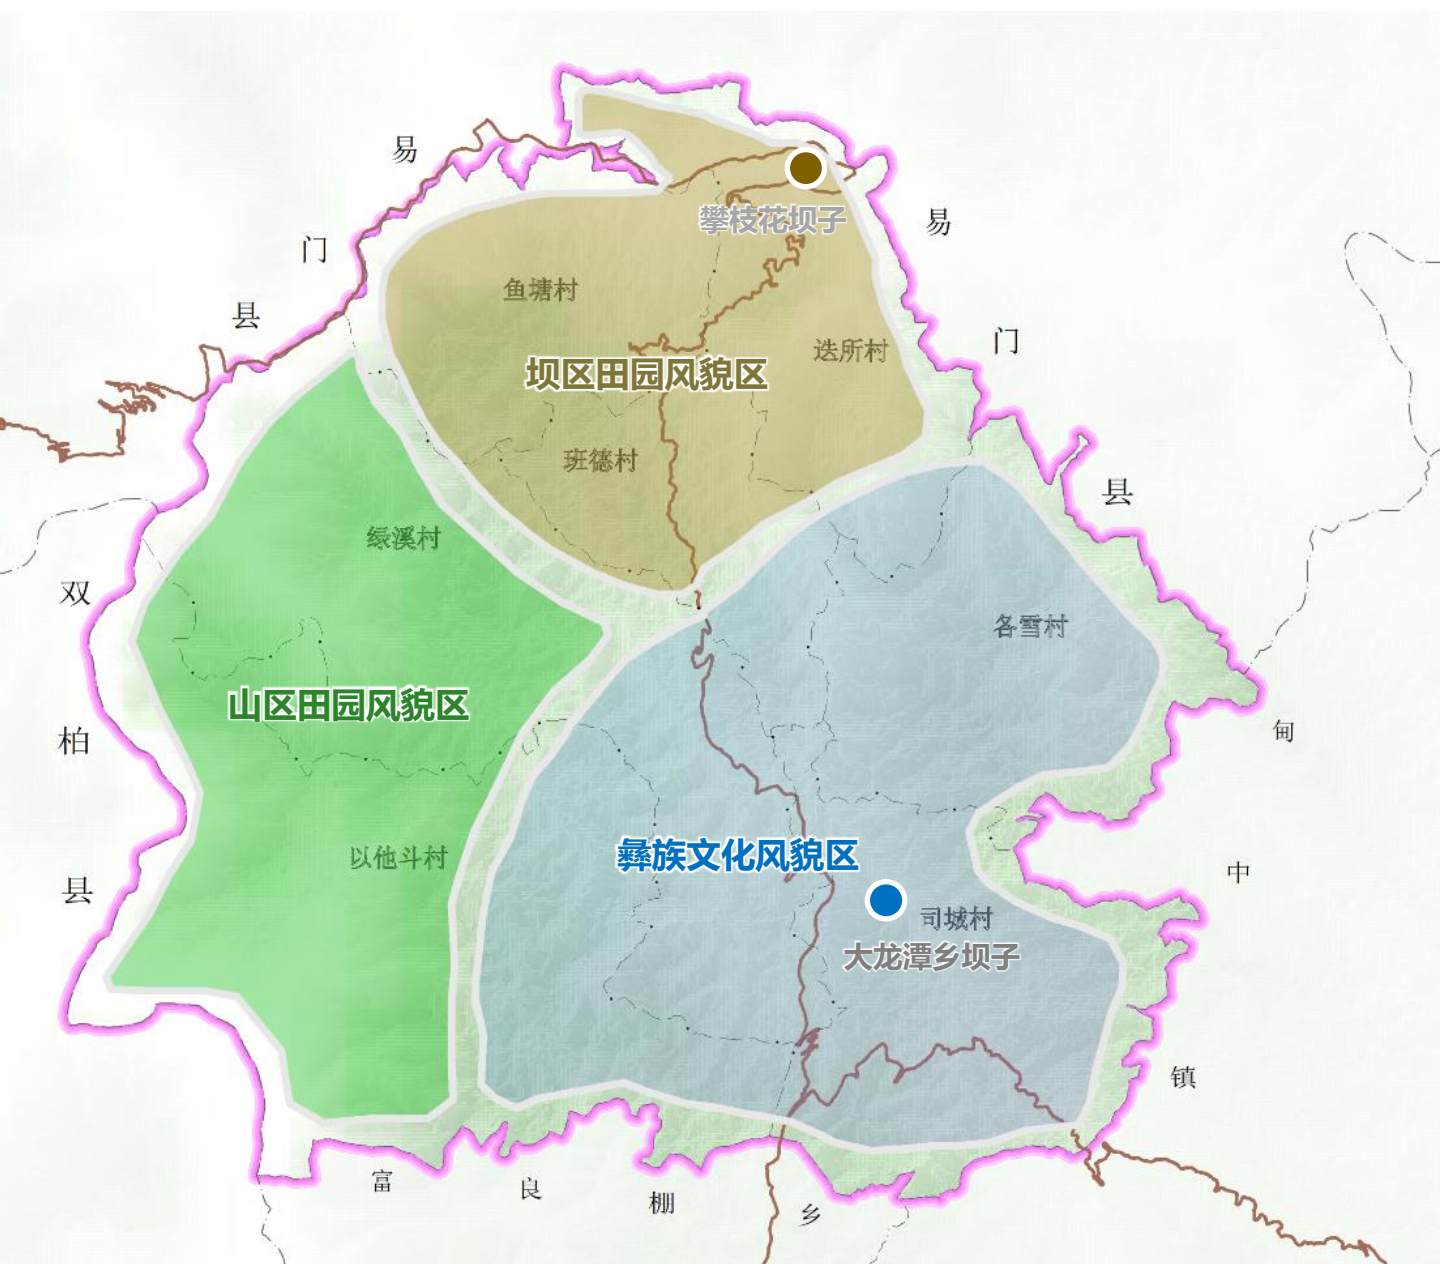 易
门
县
易
门
县
攀枝花坝子
鱼塘村
迭所村
坝区田园风貌区
班德村
绿溪村
双
柏
县
各雪村
山区田园风貌区
甸
中
镇
以他斗村
彝族文化风貌区
司城村
大龙潭乡坝子
富
良
棚
乡